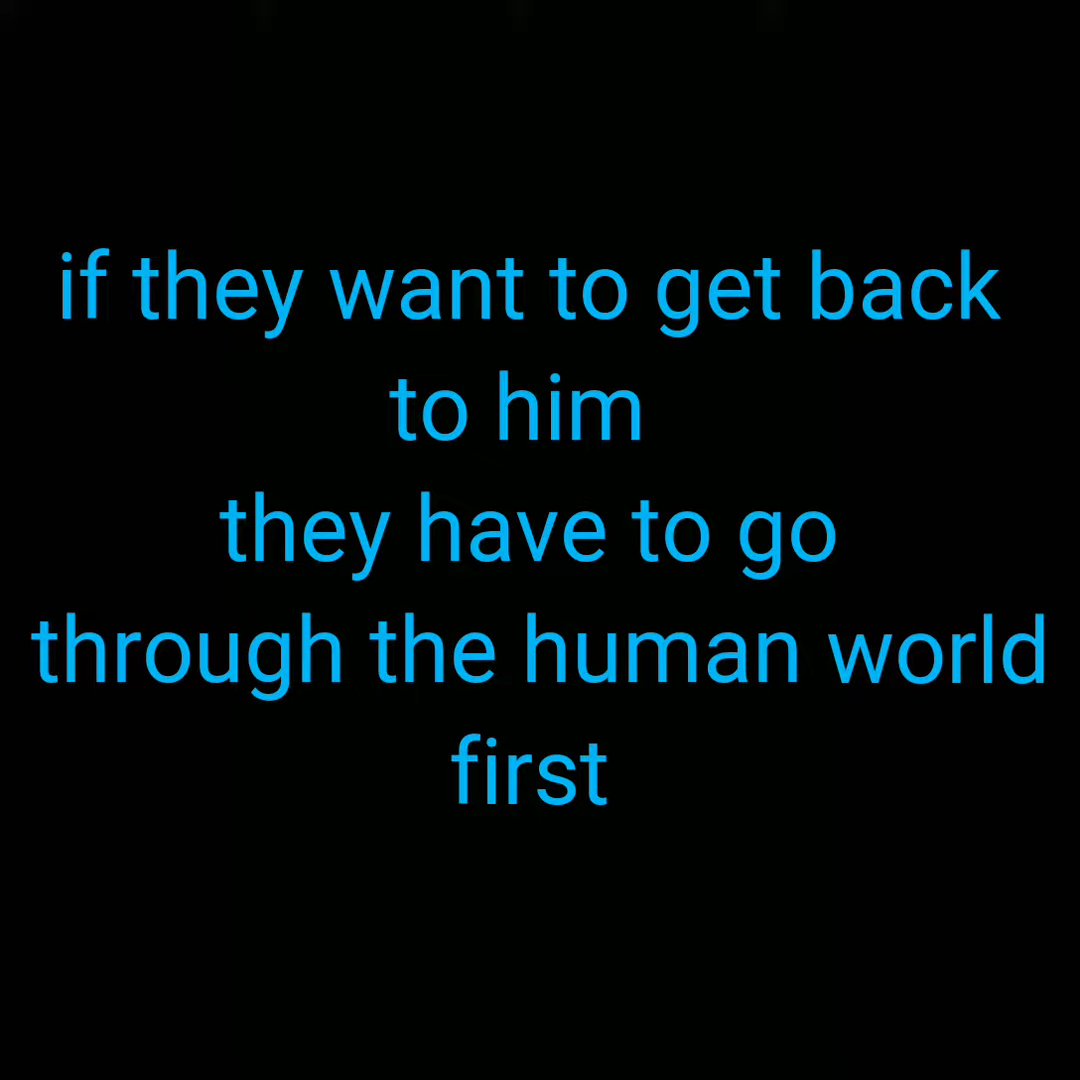 if they want to get back
to him
they have to go
through the human world
first